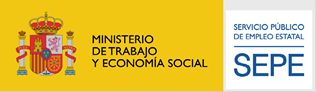 MINISTERIO
DE TRABAJO
Y ECONOMÍA SOCIAL
SERVICIO PÚBLICO
DE EMPLEO ESTATAL
SEPE